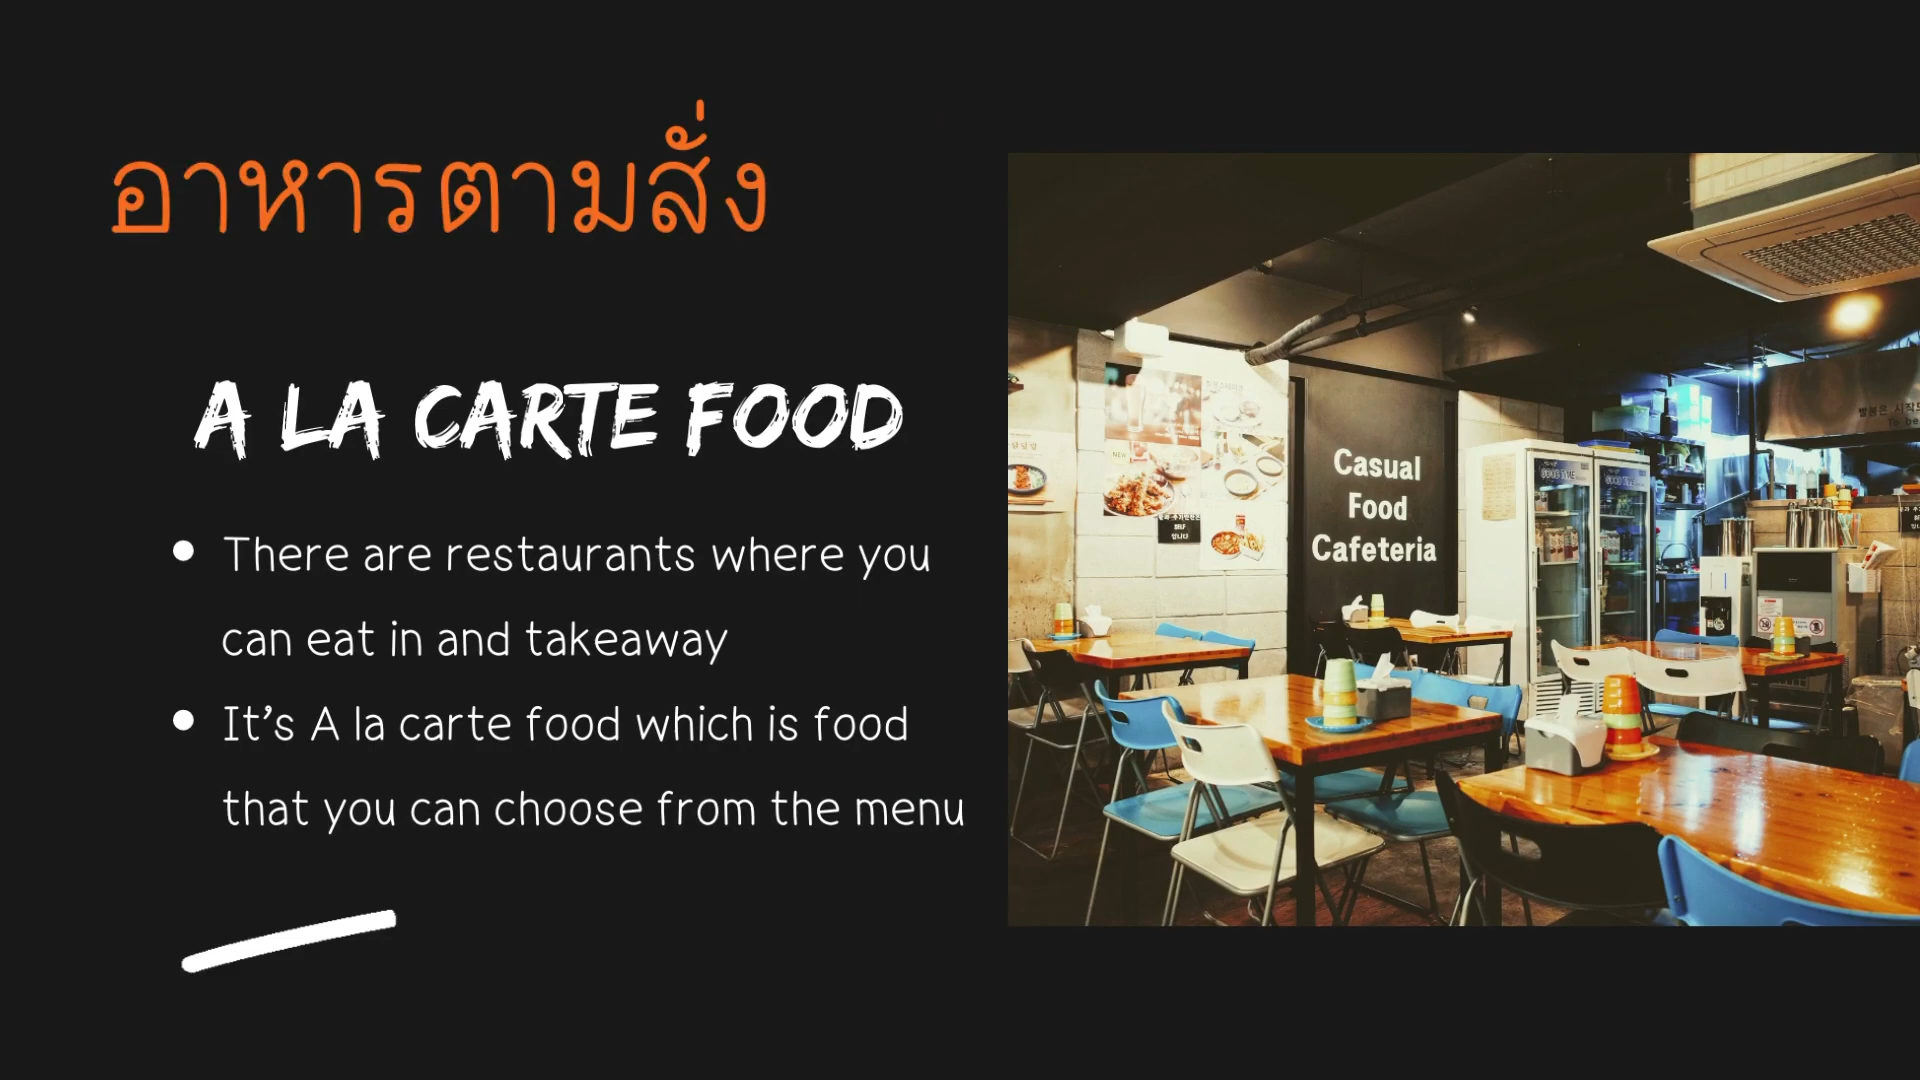 อาหารตามสั่ง
A LA CARTE FOOD
There are restaurants where you
can eat in and takeaway
It's A la carte food which is food
that you can choose from the menu
Casual
Food
Cafeteria
NEW
SELF